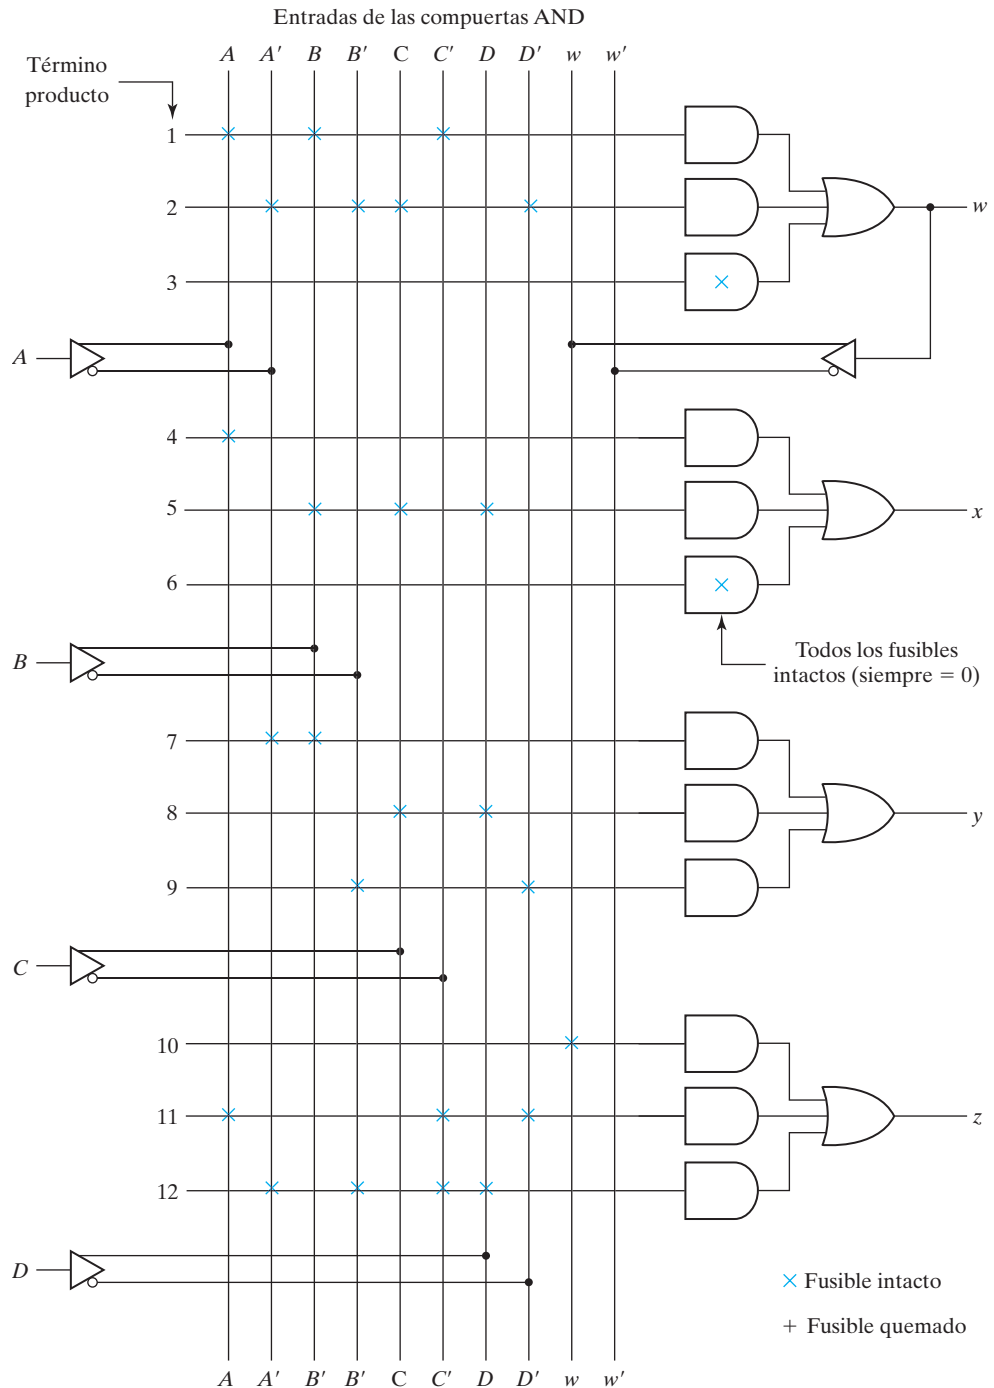 Entradas de las compuertas AND
A A′ B B′ C C′ D D′ w w′
Término
producto
1
2
w
3
A
4
5
x
6
B
Todos los fusibles
intactos (siempre = 0)
7
8
y
9
C
10
11
z
12
D
× Fusible intacto
+ Fusible quemado
A A′ B′ B′ C C′ D D′ w w′